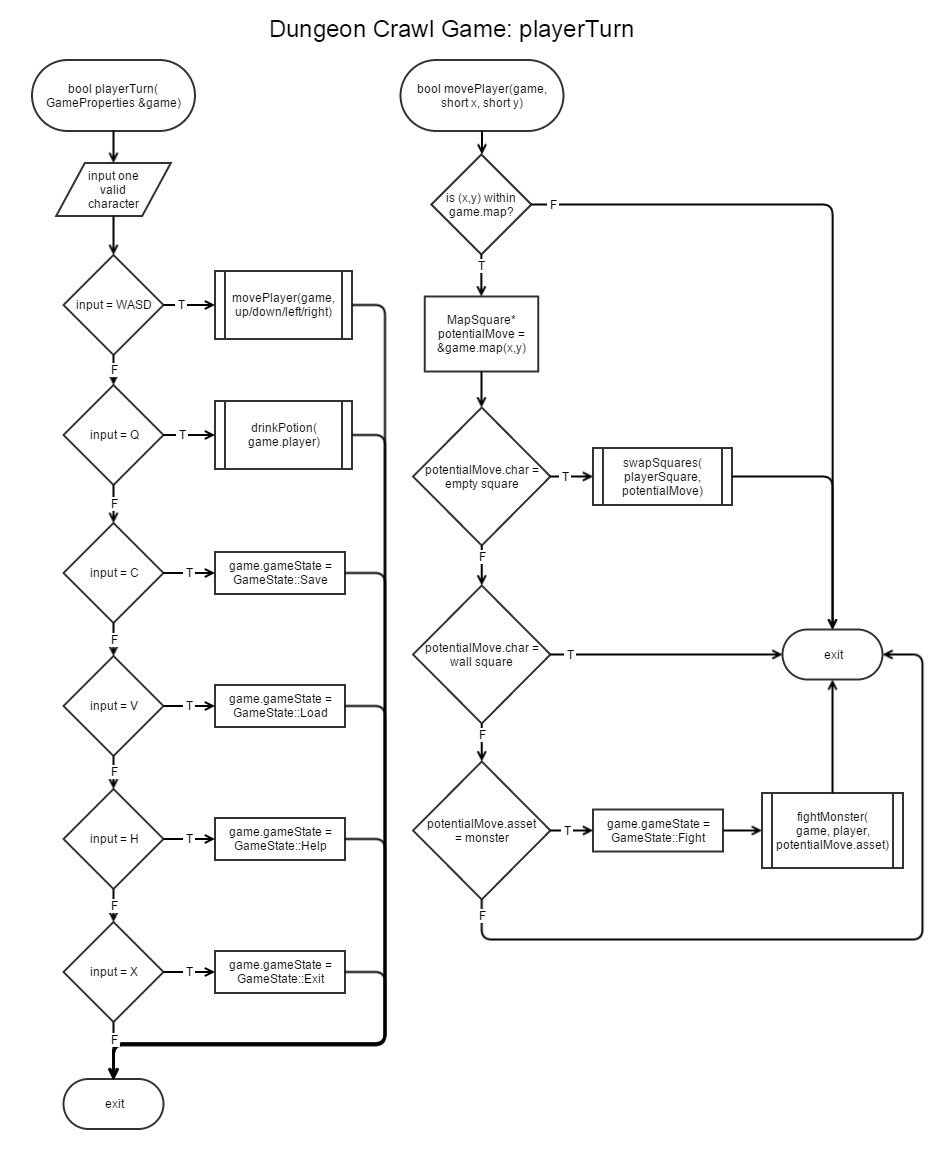 Dungeon Crawl Game: playerTurn
bool playerTurn(
GameProperties &game)
input one
valid
character
input = WASD
T
movePlayer(game,
up/down/left/right)
F
input = Q
T
drinkPotion(
game.player)
F
input = C
T
game.gameState =
GameState::Save
F
input = V
T
game.gameState =
GameState::Load
F
input = H
T
game.gameState =
GameState::Help
F
input = X
T
game.gameState =
GameState::Exit
F
exit
bool movePlayer(game,
short x, short y)
is (x,y) within
game.map?
F
T
MapSquare*
potentialMove =
&game.map(x,y)
potentialMove.char =
empty square
T
swapSquares(
playerSquare,
potentialMove)
F
potentialMove.char =
wall square
T
exit
F
potentialMove.asset
= monster
T
game.gameState =
GameState::Fight
fightMonster(
game, player,
potentialMove.asset)
F